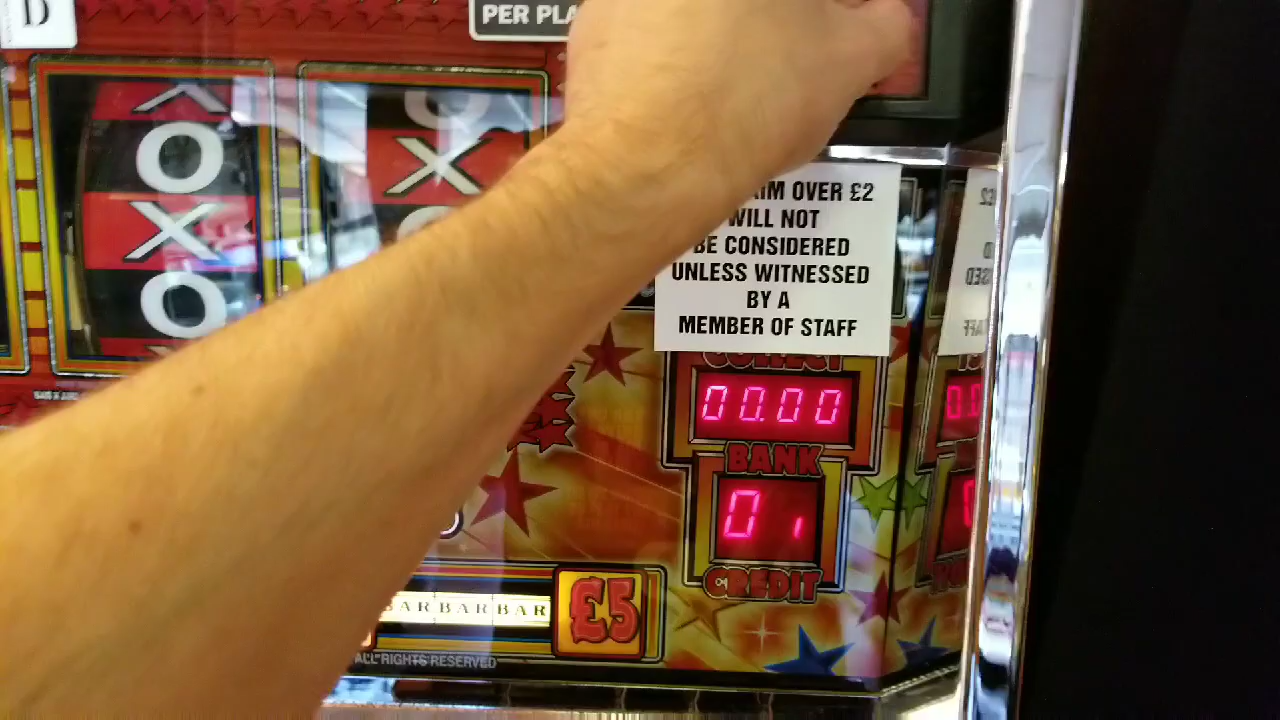 D
PER PLA
O
X
O
X
AIM OVER £2
WILL NOT
BE CONSIDERED
UNLESS WITNESSED
BY A
MEMBER OF STAFF
COLLECT
00.00
BANK
0
CREDIT
BAR BAR BAR
£5
ALL RIGHTS RESERVED